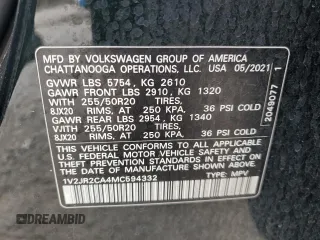 MFD. BY VOLKSWAGEN GROUP OF AMERICA
CHATTANOOGA OPERATIONS, LLC. USA 05/2021
GVWR LBS 5754, KG 2610
GAWR FRONT LBS 2910, KG 1320
WITH 255/50R20 TIRES,
8JX20 RIMS, AT 250 KPA. 36 PSI COLD
GAWR REAR LBS 2954, KG 1340
WITH 255/50R20 TIRES,
8JX20 RIMS, AT 250 KPA. 36 PSI COLD
THIS VEHICLE CONFORMS TO ALL APPLICABLE
FEDERAL MOTOR VEHICLE
SAFETY AND THEFT PREVENTION STANDARDS
IN EFFECT ON THE DATE OF
MANUFACTURE SHOWN ABOVE.
1V2JR2CA4MC594332 TYPE: MPV
2049077 1
DREAMBID